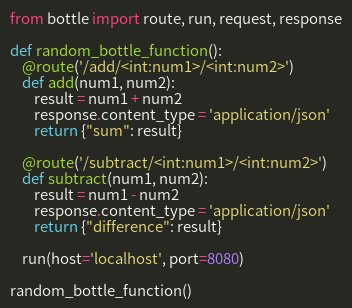 from bottle import route, run, request, response

def random_bottle_function():
    @route('/add/<int:num1>/<int:num2>')
    def add(num1, num2):
        result = num1 + num2
        response.content_type = 'application/json'
        return {"sum": result}

    @route('/subtract/<int:num1>/<int:num2>')
    def subtract(num1, num2):
        result = num1 - num2
        response.content_type = 'application/json'
        return {"difference": result}

    run(host='localhost', port=8080)

random_bottle_function()